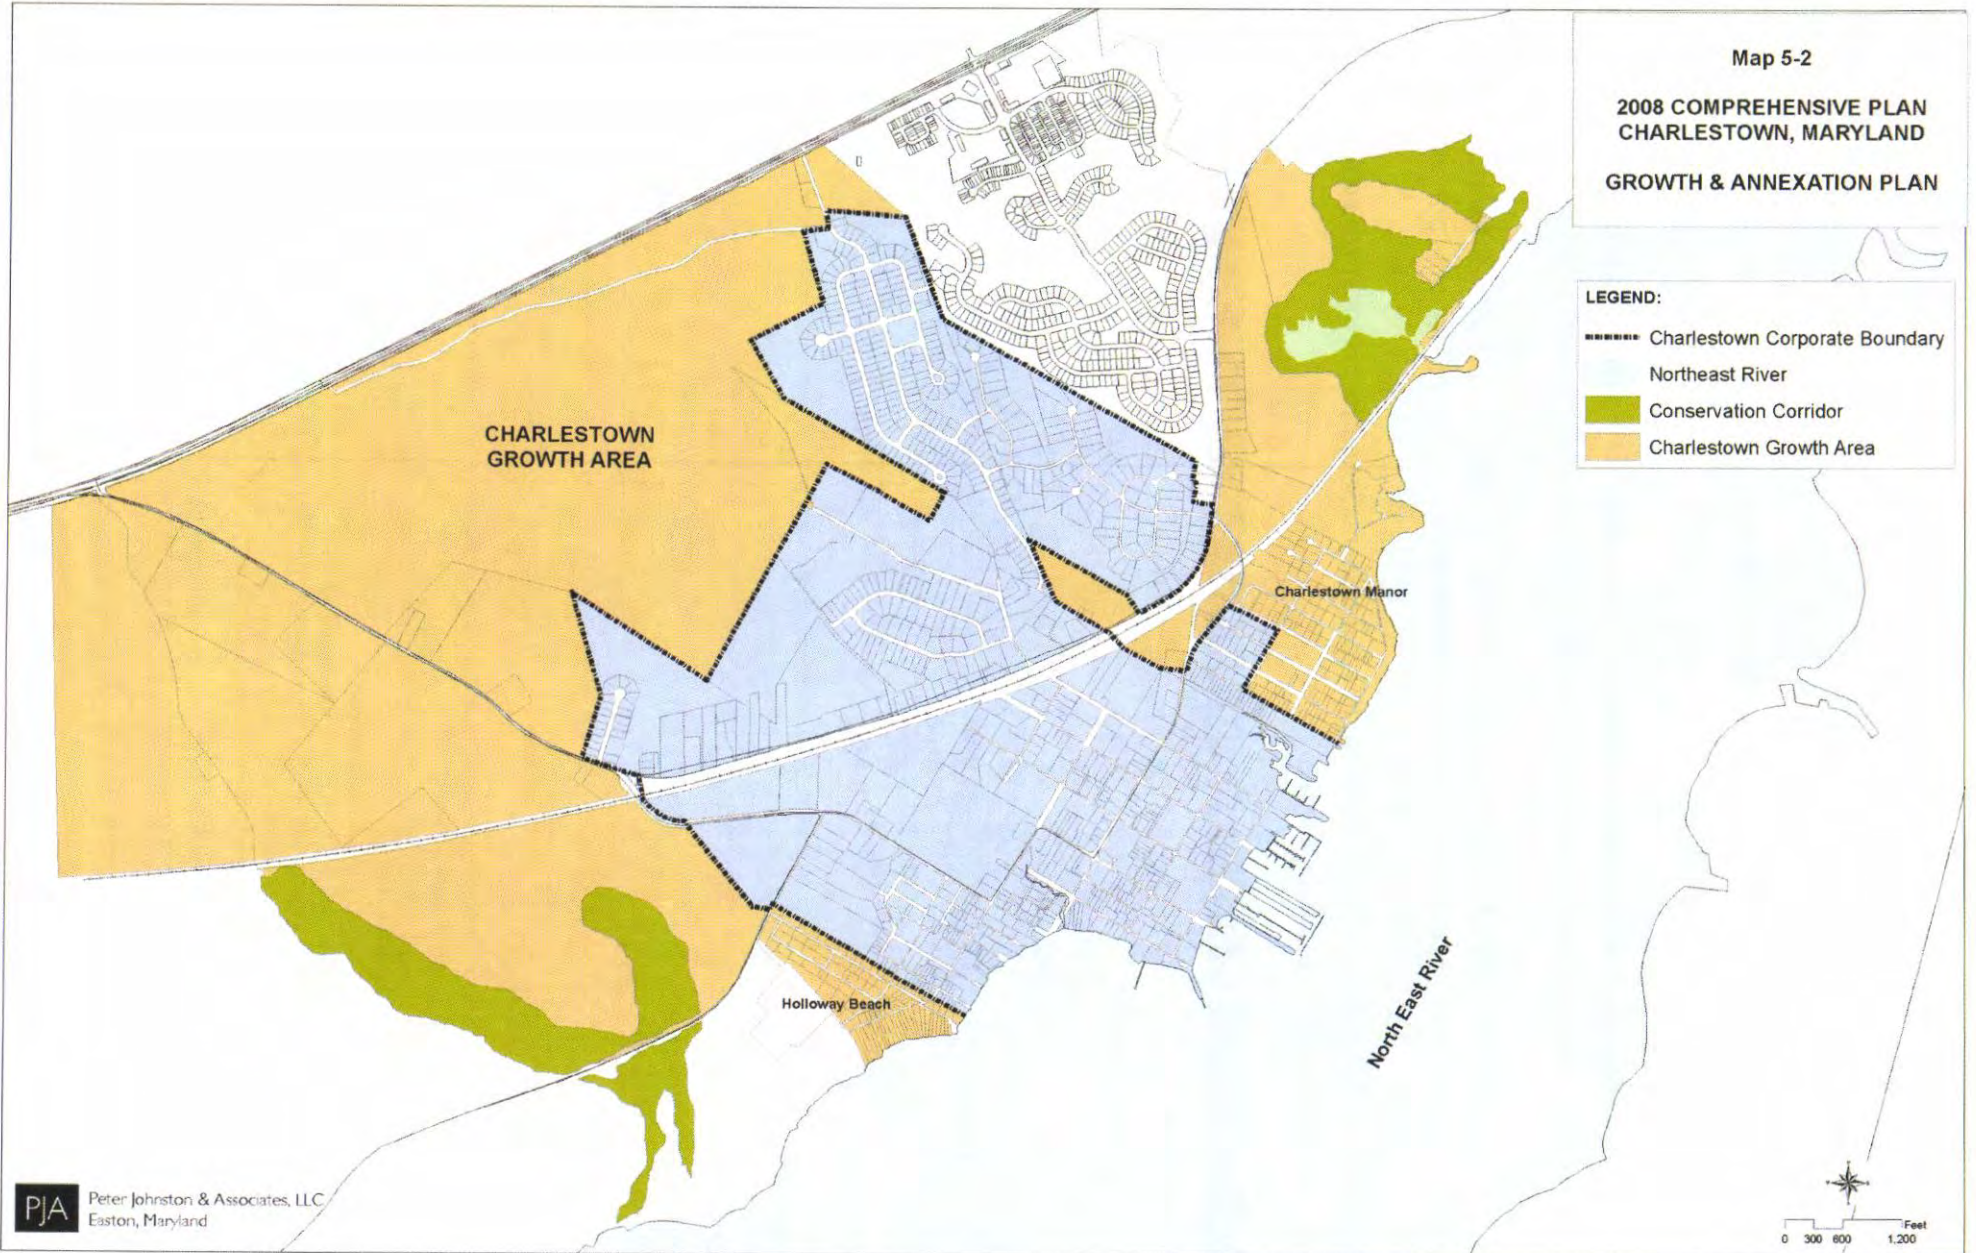 Map 5-2
2008 COMPREHENSIVE PLAN
CHARLESTOWN, MARYLAND
GROWTH & ANNEXATION PLAN
LEGEND:
Charlestown Corporate Boundary
Northeast River
Conservation Corridor
Charlestown Growth Area
CHARLESTOWN
GROWTH AREA
Charlestown Manor
Holloway Beach
North East River
PJA
Peter Johnston & Associates, LLC
Easton, Maryland
Feet
0 300 600 1,200